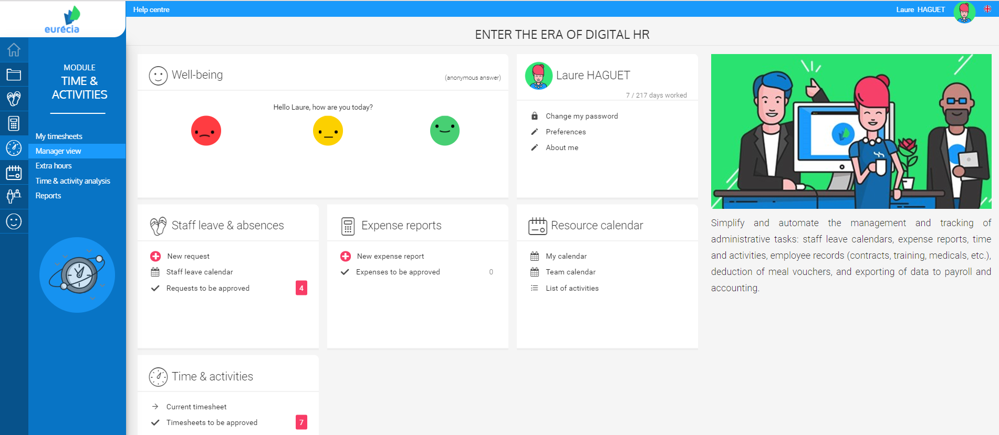 eurécia
Help centre
Laure HAGUET
ENTER THE ERA OF DIGITAL HR
MODULE
TIME &
ACTIVITIES
My timesheets
Manager view
Extra hours
Time & activity analysis
Reports
Well-being
(anonymous answer)
Hello Laure, how are you today?
Laure HAGUET
7 / 217 days worked
Change my password
Preferences
About me
Staff leave & absences
New request
Staff leave calendar
Requests to be approved 4
Expense reports
New expense report
Expenses to be approved 0
Resource calendar
My calendar
Team calendar
List of activities
Simplify and automate the management and tracking of
administrative tasks: staff leave calendars, expense reports, time
and activities, employee records (contracts, training, medicals, etc.),
deduction of meal vouchers, and exporting of data to payroll and
accounting.
Time & activities
Current timesheet
Timesheets to be approved 7